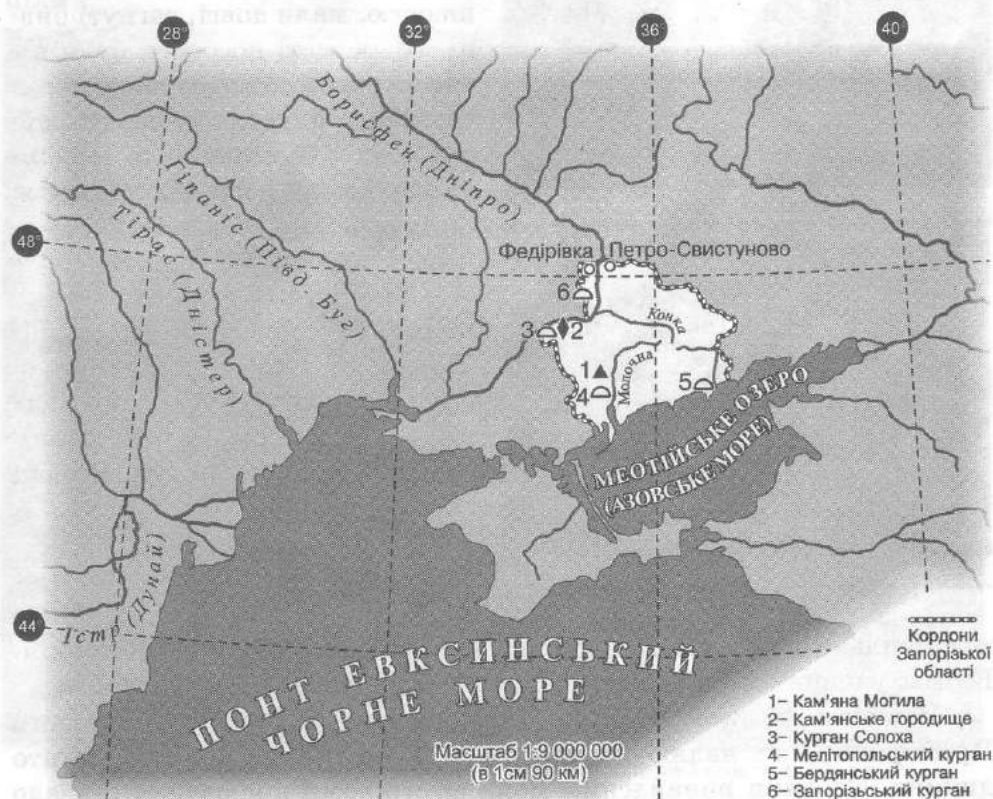 28°
32°
36°
40°
Борисфен (Дніпро)
Гіпаніс (Півд. Буг)
Тірас (Дністер)
48°
Федірівка
Петро-Свистуново
6
Конка
3
2
1
Молочна
4
5
МЕОТІЙСЬКЕ ОЗЕРО
(АЗОВСЬКЕ МОРЕ)
44°
Істр (Дунай)
ПОНТ ЕВКСИНСЬКИЙ
ЧОРНЕ МОРЕ
Масштаб 1:9 000 000
(в 1см 90 км)
Кордони
Запорізької
області
1– Кам'яна Могила
2– Кам'янське городище
3– Курган Солоха
4– Мелітопольський курган
5– Бердянський курган
6– Запорізьський курган